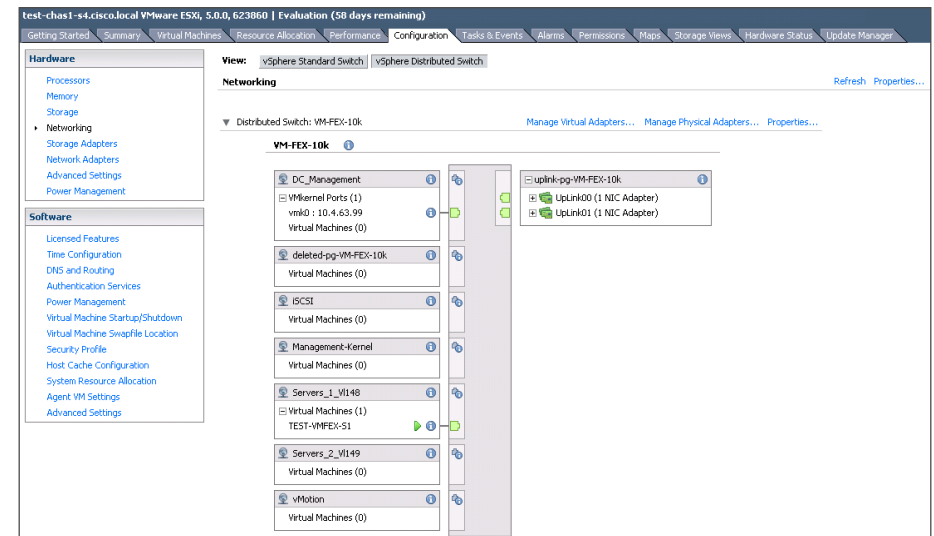 test-chas1-s4.cisco.local VMware ESXi, 5.0.0, 623860 | Evaluation (58 days remaining)
Getting Started Summary Virtual Machines Resource Allocation Performance Configuration Tasks & Events Alarms Permissions Maps Storage Views Hardware Status Update Manager
Hardware
Processors
Memory
Storage
Networking
Storage Adapters
Network Adapters
Advanced Settings
Power Management
Software
Licensed Features
Time Configuration
DNS and Routing
Authentication Services
Power Management
Virtual Machine Startup/Shutdown
Virtual Machine Swapfile Location
Security Profile
Host Cache Configuration
System Resource Allocation
Agent VM Settings
Advanced Settings
View: vSphere Standard Switch vSphere Distributed Switch
Networking Refresh Properties...
Distributed Switch: VM-FEX-10k Manage Virtual Adapters... Manage Physical Adapters... Properties...
VM-FEX-10k
DC_Management
VMkernel Ports (1)
vmk0 : 10.4.63.99
Virtual Machines (0)
deleted-pg-VM-FEX-10k
Virtual Machines (0)
iSCSI
Virtual Machines (0)
Management-Kernel
Virtual Machines (0)
Servers_1_Vl148
Virtual Machines (1)
TEST-VMFEX-S1
Servers_2_Vl149
Virtual Machines (0)
vMotion
Virtual Machines (0)
uplink-pg-VM-FEX-10k
UpLink00 (1 NIC Adapter)
UpLink01 (1 NIC Adapter)